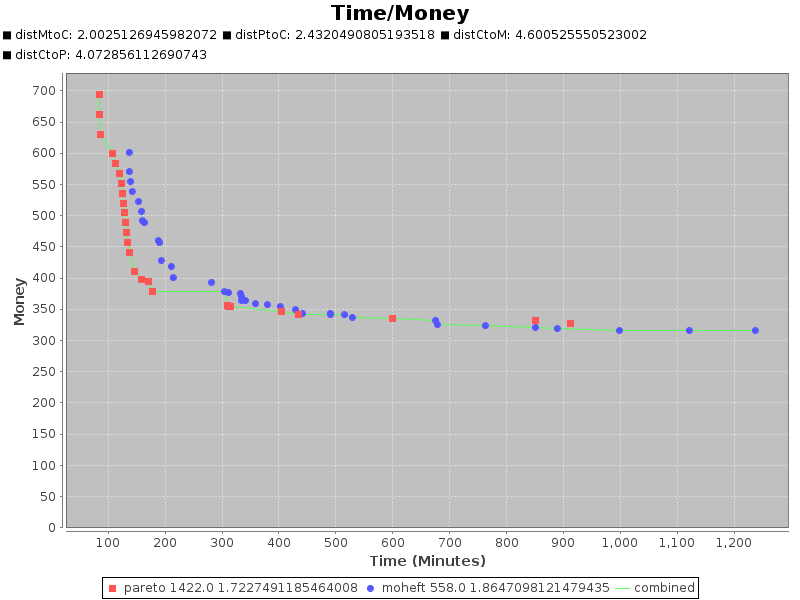 Time/Money
distMtoC: 2.0025126945982072 distPtoC: 2.4320490805193518 distCtoM: 4.600525550523002
distCtoP: 4.072856112690743
700
650
600
550
500
450
400
350
300
250
200
150
100
50
0
Money
100 200 300 400 500 600 700 800 900 1,000 1,100 1,200
Time (Minutes)
pareto 1422.0 1.7227491185464008 moheft 558.0 1.8647098121479435 combined